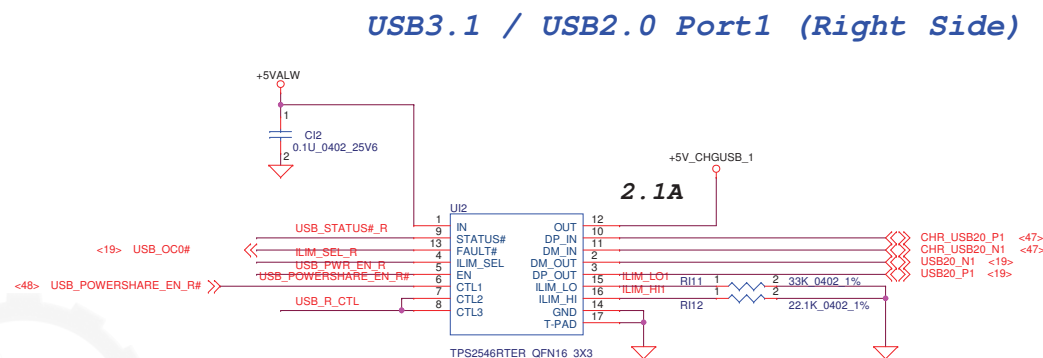 USB3.1 / USB2.0 Port1 (Right Side)
+5VALW
1
CI2
0.1U_0402_25V6
2
+5V_CHGUSB_1
2.1A
UI2
1 IN OUT 12
USB_STATUS#_R 9 STATUS# DP_IN 10 CHR_USB20_P1 <47>
<19> USB_OC0# 13 FAULT# DM_IN 11 CHR_USB20_N1 <47>
ILIM_SEL_R 4 ILIM_SEL DM_OUT 2 USB20_N1 <19>
USB_PWR_EN_R 5 EN DP_OUT 3 USB20_P1 <19>
<48> USB_POWERSHARE_EN_R# USB_POWERSHARE_EN_R# 6 CTL1 ILIM_LO 15 ILIM_LO1 RI11 1 2 33K_0402_1%
7 CTL2 ILIM_HI 16 ILIM_HI1 RI12 1 2 22.1K_0402_1%
USB_R_CTL 8 CTL3 GND 14
T-PAD 17
TPS2546RTER_QFN16_3X3